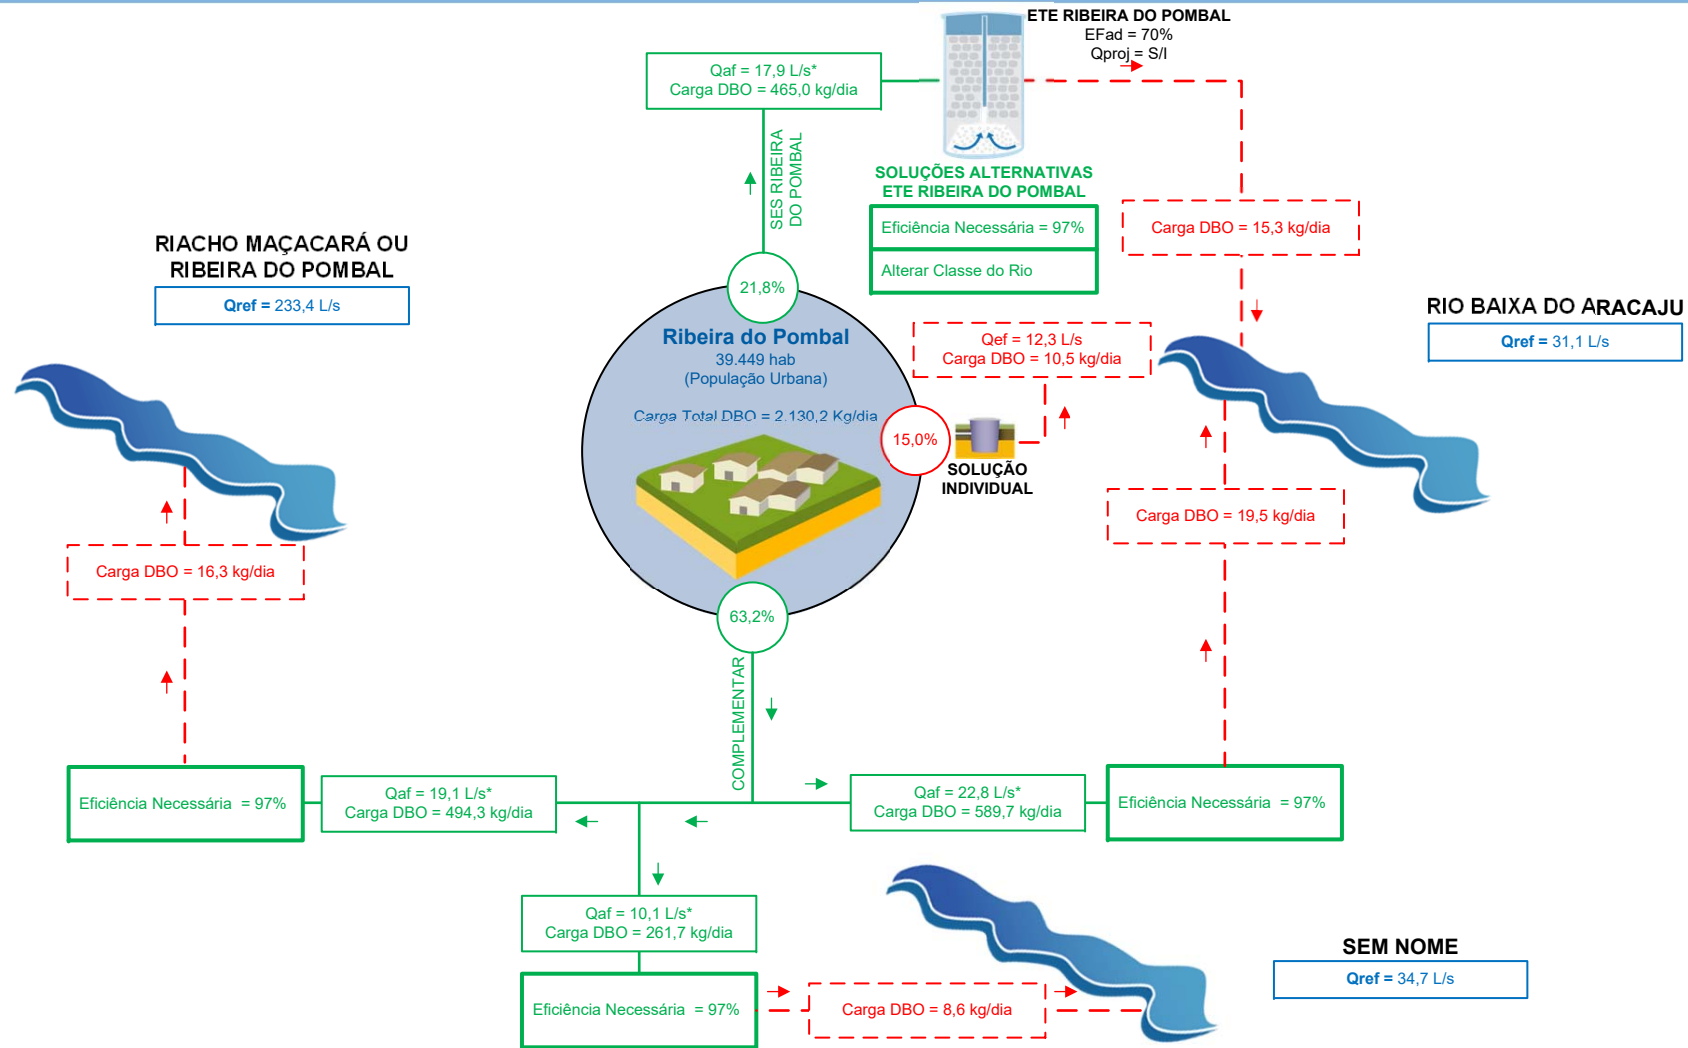 ETE RIBEIRA DO POMBAL
EFad = 70%
Qproj = S/I
Qaf = 17,9 L/s*
Carga DBO = 465,0 kg/dia
SES RIBEIRA
DO POMBAL
SOLUÇÕES ALTERNATIVAS
ETE RIBEIRA DO POMBAL
Eficiência Necessária = 97%
Alterar Classe do Rio
Carga DBO = 15,3 kg/dia
RIACHO MAÇACARÁ OU
RIBEIRA DO POMBAL
Qref = 233,4 L/s
21,8%
RIO BAIXA DO ARACAJU
Qref = 31,1 L/s
Ribeira do Pombal
39.449 hab
(População Urbana)
Carga Total DBO = 2.130,2 Kg/dia
Qef = 12,3 L/s
Carga DBO = 10,5 kg/dia
15,0%
SOLUÇÃO
INDIVIDUAL
Carga DBO = 19,5 kg/dia
Carga DBO = 16,3 kg/dia
63,2%
COMPLEMENTAR
Eficiência Necessária = 97%
Qaf = 19,1 L/s*
Carga DBO = 494,3 kg/dia
Qaf = 22,8 L/s*
Carga DBO = 589,7 kg/dia
Eficiência Necessária = 97%
Qaf = 10,1 L/s*
Carga DBO = 261,7 kg/dia
SEM NOME
Qref = 34,7 L/s
Eficiência Necessária = 97%
Carga DBO = 8,6 kg/dia